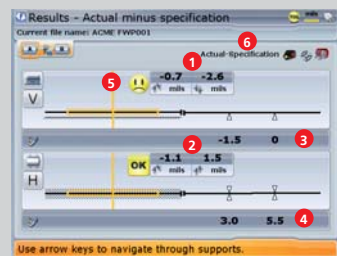 Results - Actual minus specification
Current file name: ACME FWP001
6
Actual-Specification
1
-0.7 -2.6
mils mils
5
V
-1.5 0 3
2
OK
-1.1 1.5
mils mils
H
3.0 5.5 4
Use arrow keys to navigate through supports.